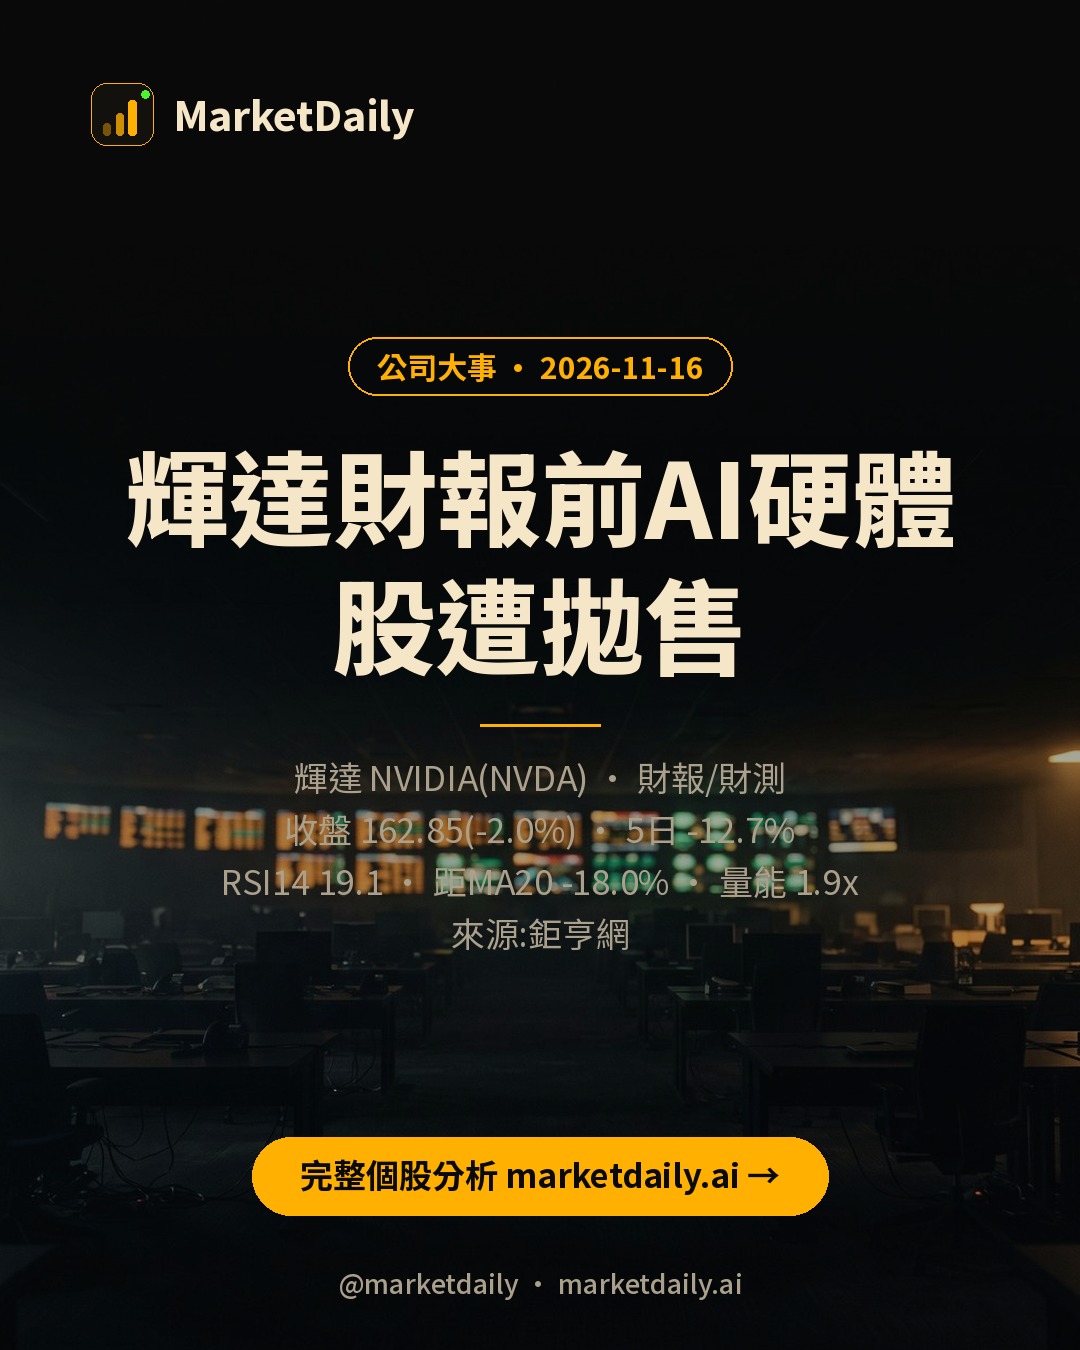 MarketDaily
公司大事 • 2026-11-16
輝達財報前AI硬體
股遭拋售
輝達 NVIDIA(NVDA) • 財報/財測
收盤 162.85(-2.0%) • 5日 -12.7%
RSI14 19.1 • 距MA20 -18.0% • 量能 1.9x
來源:鉅亨網
完整個股分析 marketdaily.ai →
@marketdaily • marketdaily.ai